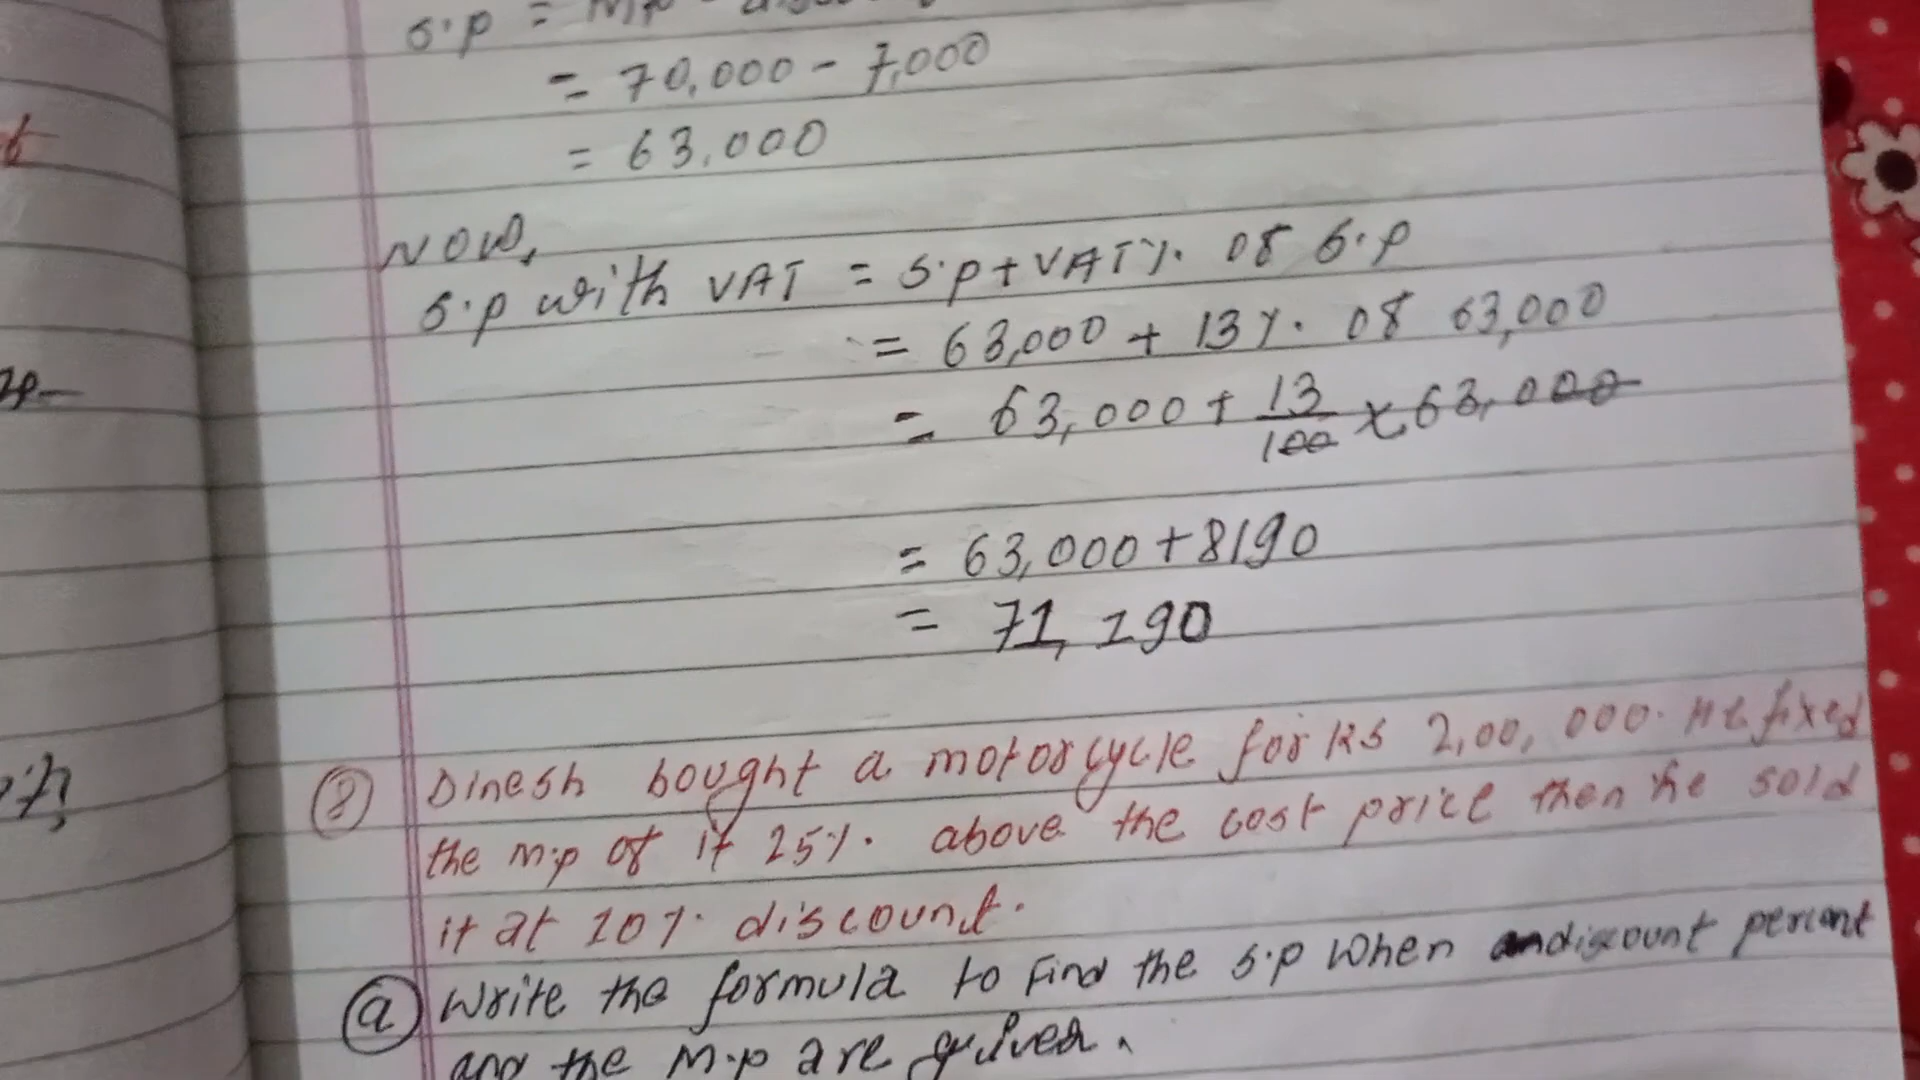 S.P = MP - discou
= 70,000 - 7,000
= 63,000
NOW,
S.P with VAT = S.P + VAT% of S.P
= 63,000 + 13% of 63,000
= 63,000 + 13/100 × 63,000
= 63,000 + 8190
= 71,190
(8) Dinesh bought a motorcycle for RS 2,00,000. He fixed
the m.p of it 25% above the cost price then he sold
it at 10% discount.
(a) Write the formula to find the S.P when discount percent
and the M.P are given.